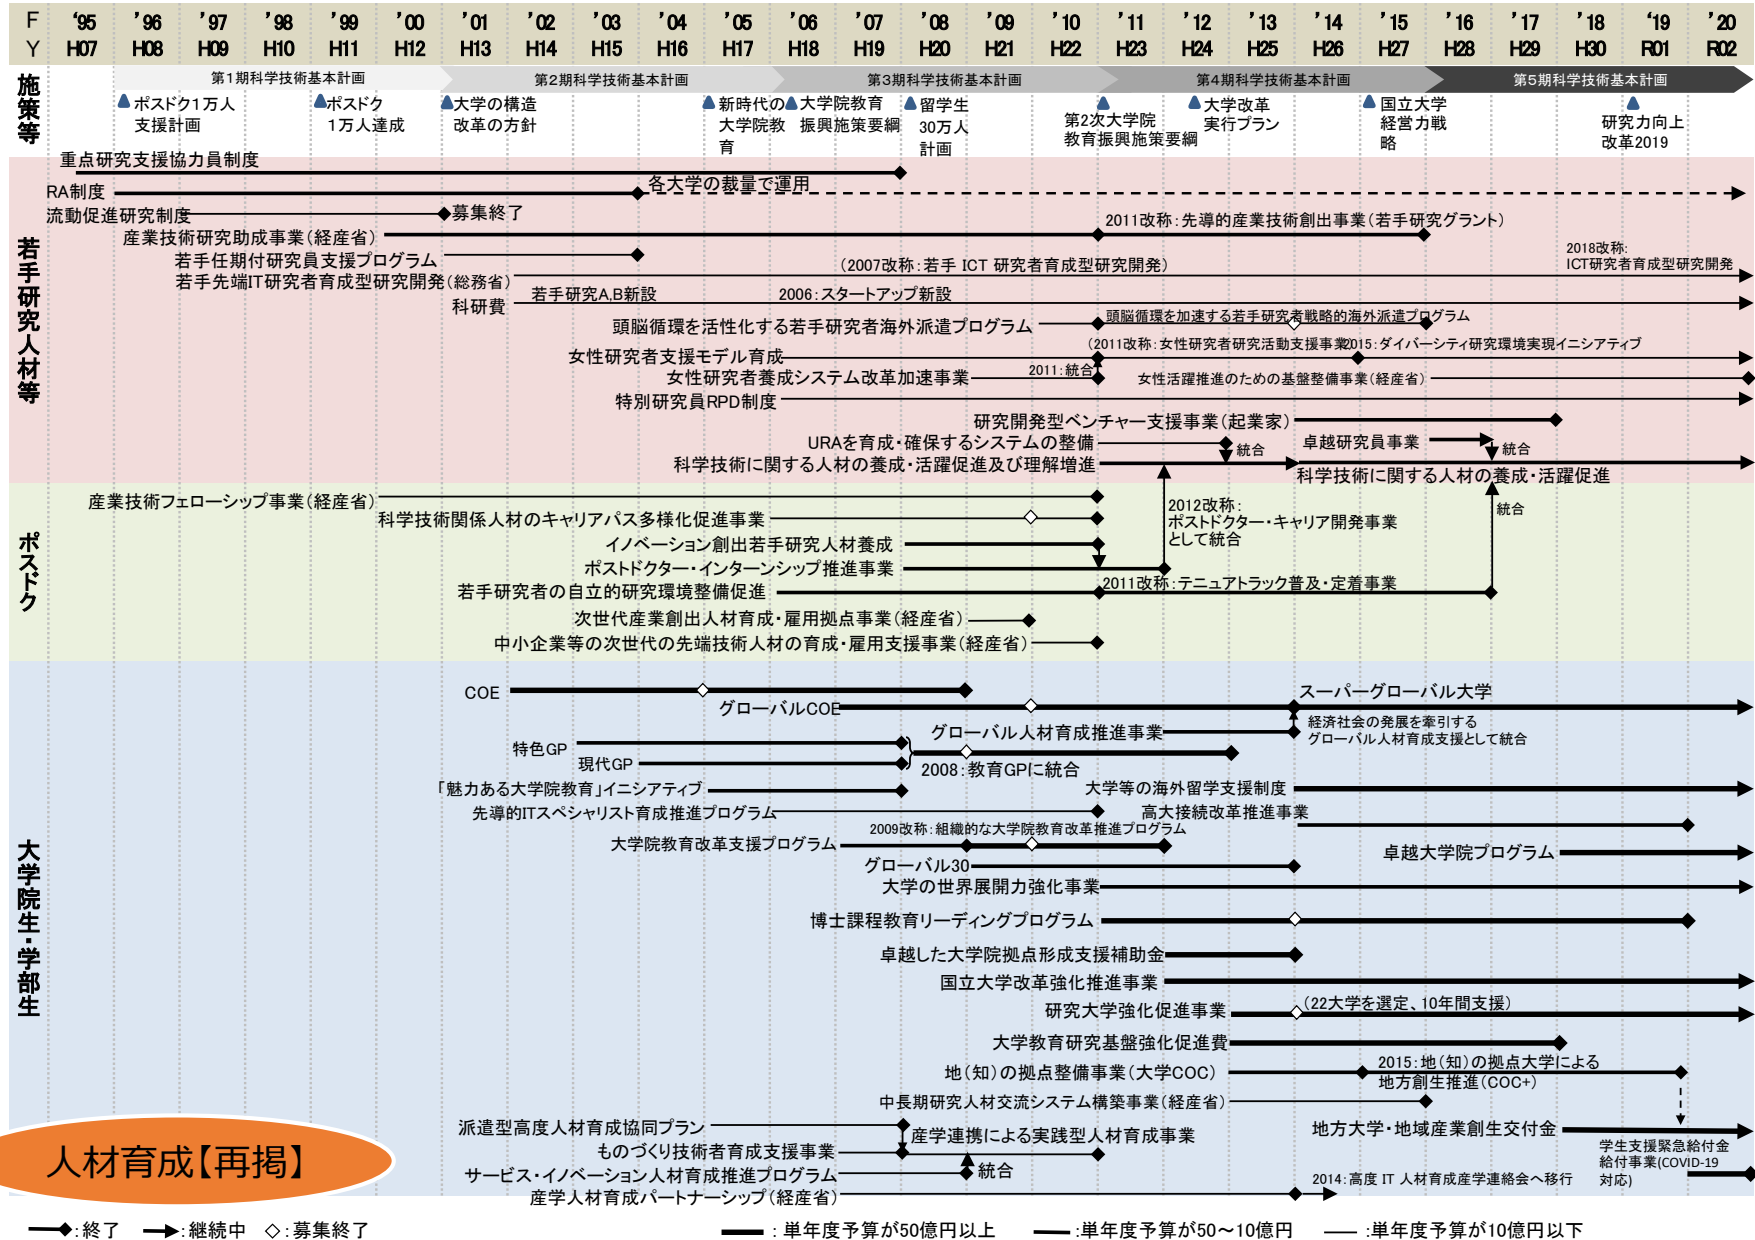 F '95 '96 '97 '98 '99 '00 '01 '02 '03 '04 '05 '06 '07 '08 '09 '10 '11 '12 '13 '14 '15 '16 '17 '18 '19 '20
Y H07 H08 H09 H10 H11 H12 H13 H14 H15 H16 H17 H18 H19 H20 H21 H22 H23 H24 H25 H26 H27 H28 H29 H30 R01 R02
施策等
第1期科学技術基本計画 第2期科学技術基本計画 第3期科学技術基本計画 第4期科学技術基本計画 第5期科学技術基本計画
ポスドク1万人
支援計画
ポスドク
1万人達成
大学の構造
改革の方針
新時代の
大学院教
育
大学院教育
振興施策要綱
留学生
30万人
計画
第2次大学院
教育振興施策要綱
大学改革
実行プラン
国立大学
経営力戦
略
研究力向上
改革2019
若手研究人材等
重点研究支援協力員制度
RA制度
各大学の裁量で運用
流動促進研究制度
募集終了
産業技術研究助成事業(経産省)
2011改称:先導的産業技術創出事業(若手研究グラント)
若手任期付研究員支援プログラム
若手先端IT研究者育成型研究開発(総務省)
(2007改称:若手 ICT 研究者育成型研究開発)
2018改称:
ICT研究者育成型研究開発
科研費
若手研究A,B新設
2006:スタートアップ新設
頭脳循環を活性化する若手研究者海外派遣プログラム
頭脳循環を加速する若手研究者戦略的海外派遣プログラム
女性研究者支援モデル育成
(2011改称:女性研究者研究活動支援事業
2015:ダイバーシティ研究環境実現イニシアティブ
女性研究者養成システム改革加速事業
2011:統合
女性活躍推進のための基盤整備事業(経産省)
特別研究員RPD制度
研究開発型ベンチャー支援事業(起業家)
URAを育成・確保するシステムの整備
統合
卓越研究員事業
統合
科学技術に関する人材の養成・活躍促進及び理解増進
科学技術に関する人材の養成・活躍促進
ポスドク
産業技術フェローシップ事業(経産省)
統合
科学技術関係人材のキャリアパス多様化促進事業
2012改称:
ポストドクター・キャリア開発事業
として統合
イノベーション創出若手研究人材養成
ポストドクター・インターンシップ推進事業
若手研究者の自立的研究環境整備促進
2011改称:テニュアトラック普及・定着事業
次世代産業創出人材育成・雇用拠点事業(経産省)
中小企業等の次世代の先端技術人材の育成・雇用支援事業(経産省)
大学院生・学部生
COE
グローバルCOE
スーパーグローバル大学
グローバル人材育成推進事業
経済社会の発展を牽引する
グローバル人材育成支援として統合
特色GP
現代GP
2008:教育GPに統合
「魅力ある大学院教育」イニシアティブ
大学等の海外留学支援制度
先導的ITスペシャリスト育成推進プログラム
高大接続改革推進事業
2009改称:組織的な大学院教育改革推進プログラム
大学院教育改革支援プログラム
卓越大学院プログラム
グローバル30
大学の世界展開力強化事業
博士課程教育リーディングプログラム
卓越した大学院拠点形成支援補助金
国立大学改革強化推進事業
研究大学強化促進事業
(22大学を選定、10年間支援)
大学教育研究基盤強化促進費
地(知)の拠点整備事業(大学COC)
2015:地(知)の拠点大学による
地方創生推進(COC+)
中長期研究人材交流システム構築事業(経産省)
派遣型高度人材育成協同プラン
産学連携による実践型人材育成事業
地方大学・地域産業創生交付金
ものづくり技術者育成支援事業
サービス・イノベーション人材育成推進プログラム
統合
学生支援緊急給付金
給付事業(COVID-19
対応)
産学人材育成パートナーシップ(経産省)
2014:高度 IT 人材育成産学連絡会へ移行
人材育成【再掲】
:終了 :継続中 :募集終了 : 単年度予算が50億円以上 :単年度予算が50~10億円 :単年度予算が10億円以下